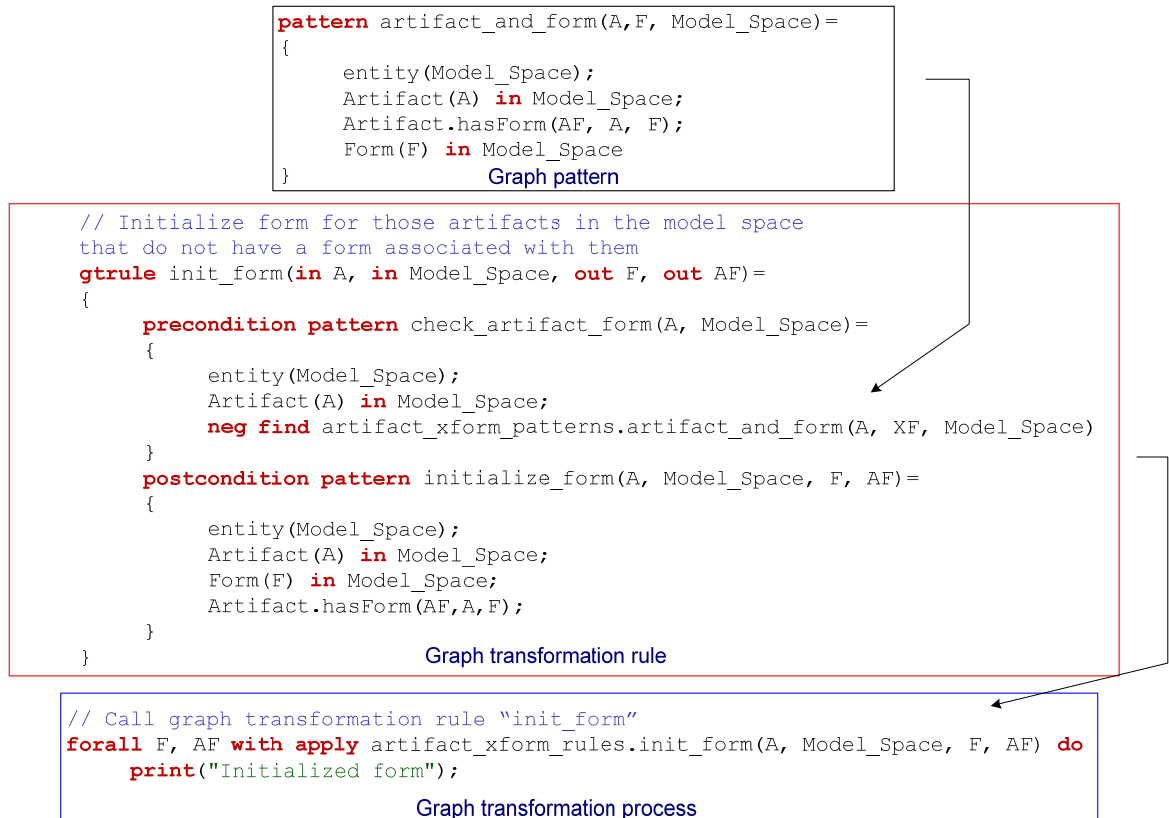 pattern artifact_and_form(A,F, Model_Space)=
{
entity(Model_Space);
Artifact(A) in Model_Space;
Artifact.hasForm(AF, A, F);
Form(F) in Model_Space
}
Graph pattern
// Initialize form for those artifacts in the model space
that do not have a form associated with them
gtrule init_form(in A, in Model_Space, out F, out AF)=
{
precondition pattern check_artifact_form(A, Model_Space)=
{
entity(Model_Space);
Artifact(A) in Model_Space;
neg find artifact_xform_patterns.artifact_and_form(A, XF, Model_Space)
}
postcondition pattern initialize_form(A, Model_Space, F, AF)=
{
entity(Model_Space);
Artifact(A) in Model_Space;
Form(F) in Model_Space;
Artifact.hasForm(AF,A,F);
}
}
Graph transformation rule
// Call graph transformation rule “init_form”
forall F, AF with apply artifact_xform_rules.init_form(A, Model_Space, F, AF) do
print("Initialized form");
Graph transformation process